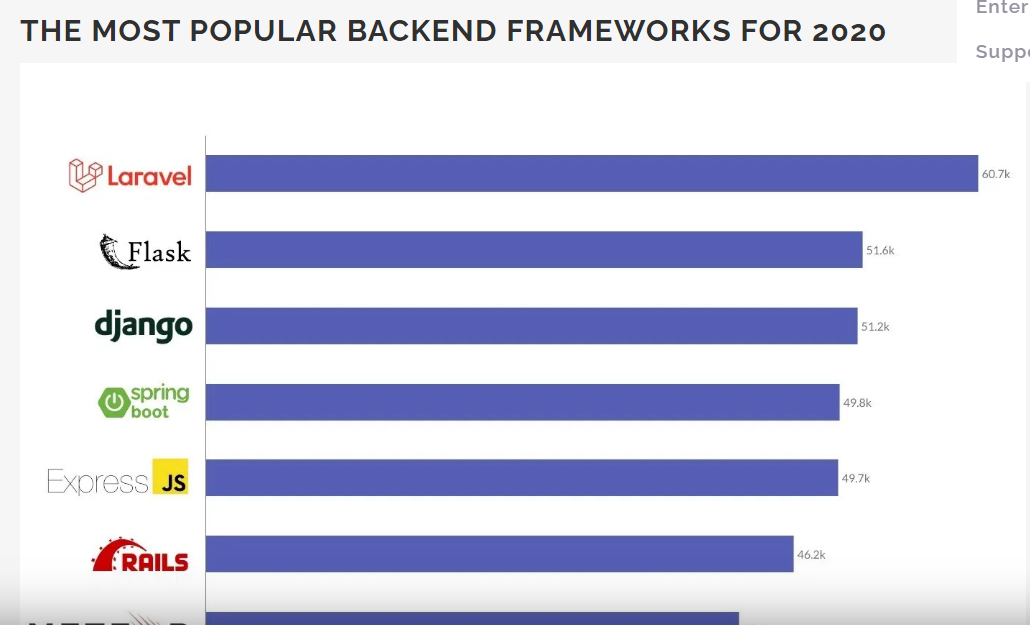 THE MOST POPULAR BACKEND FRAMEWORKS FOR 2020
Enter
Suppo
Laravel
60.7k
Flask
51.6k
django
51.2k
spring
boot
49.8k
Express JS
49.7k
RAILS
46.2k